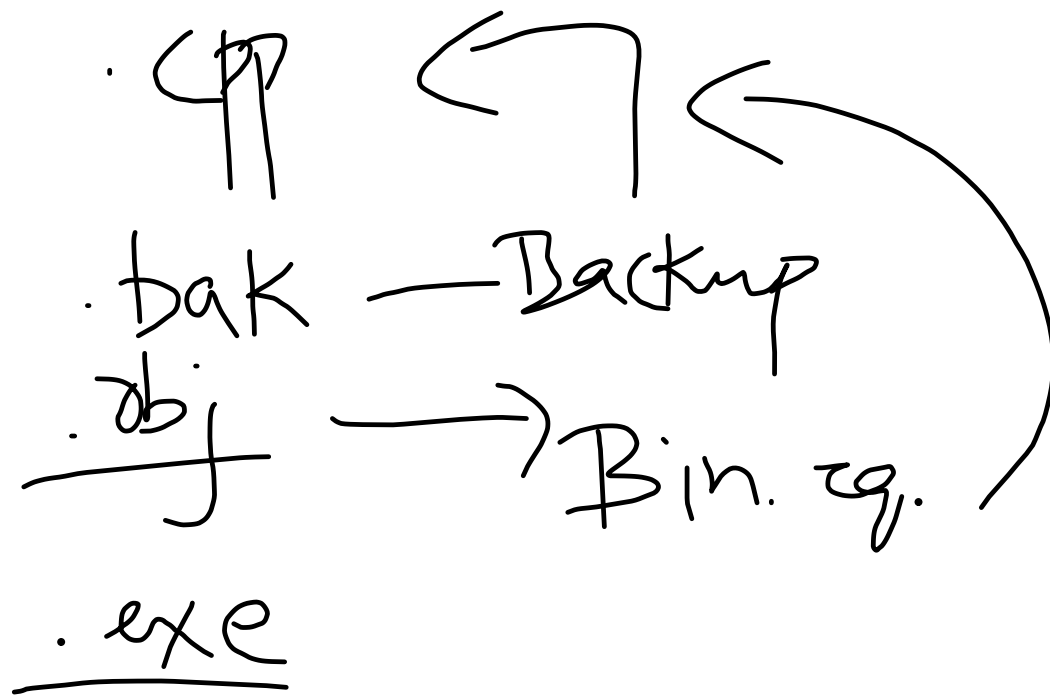 .cpp
.bak — Backup
.obj → Bin. eq.
.exe